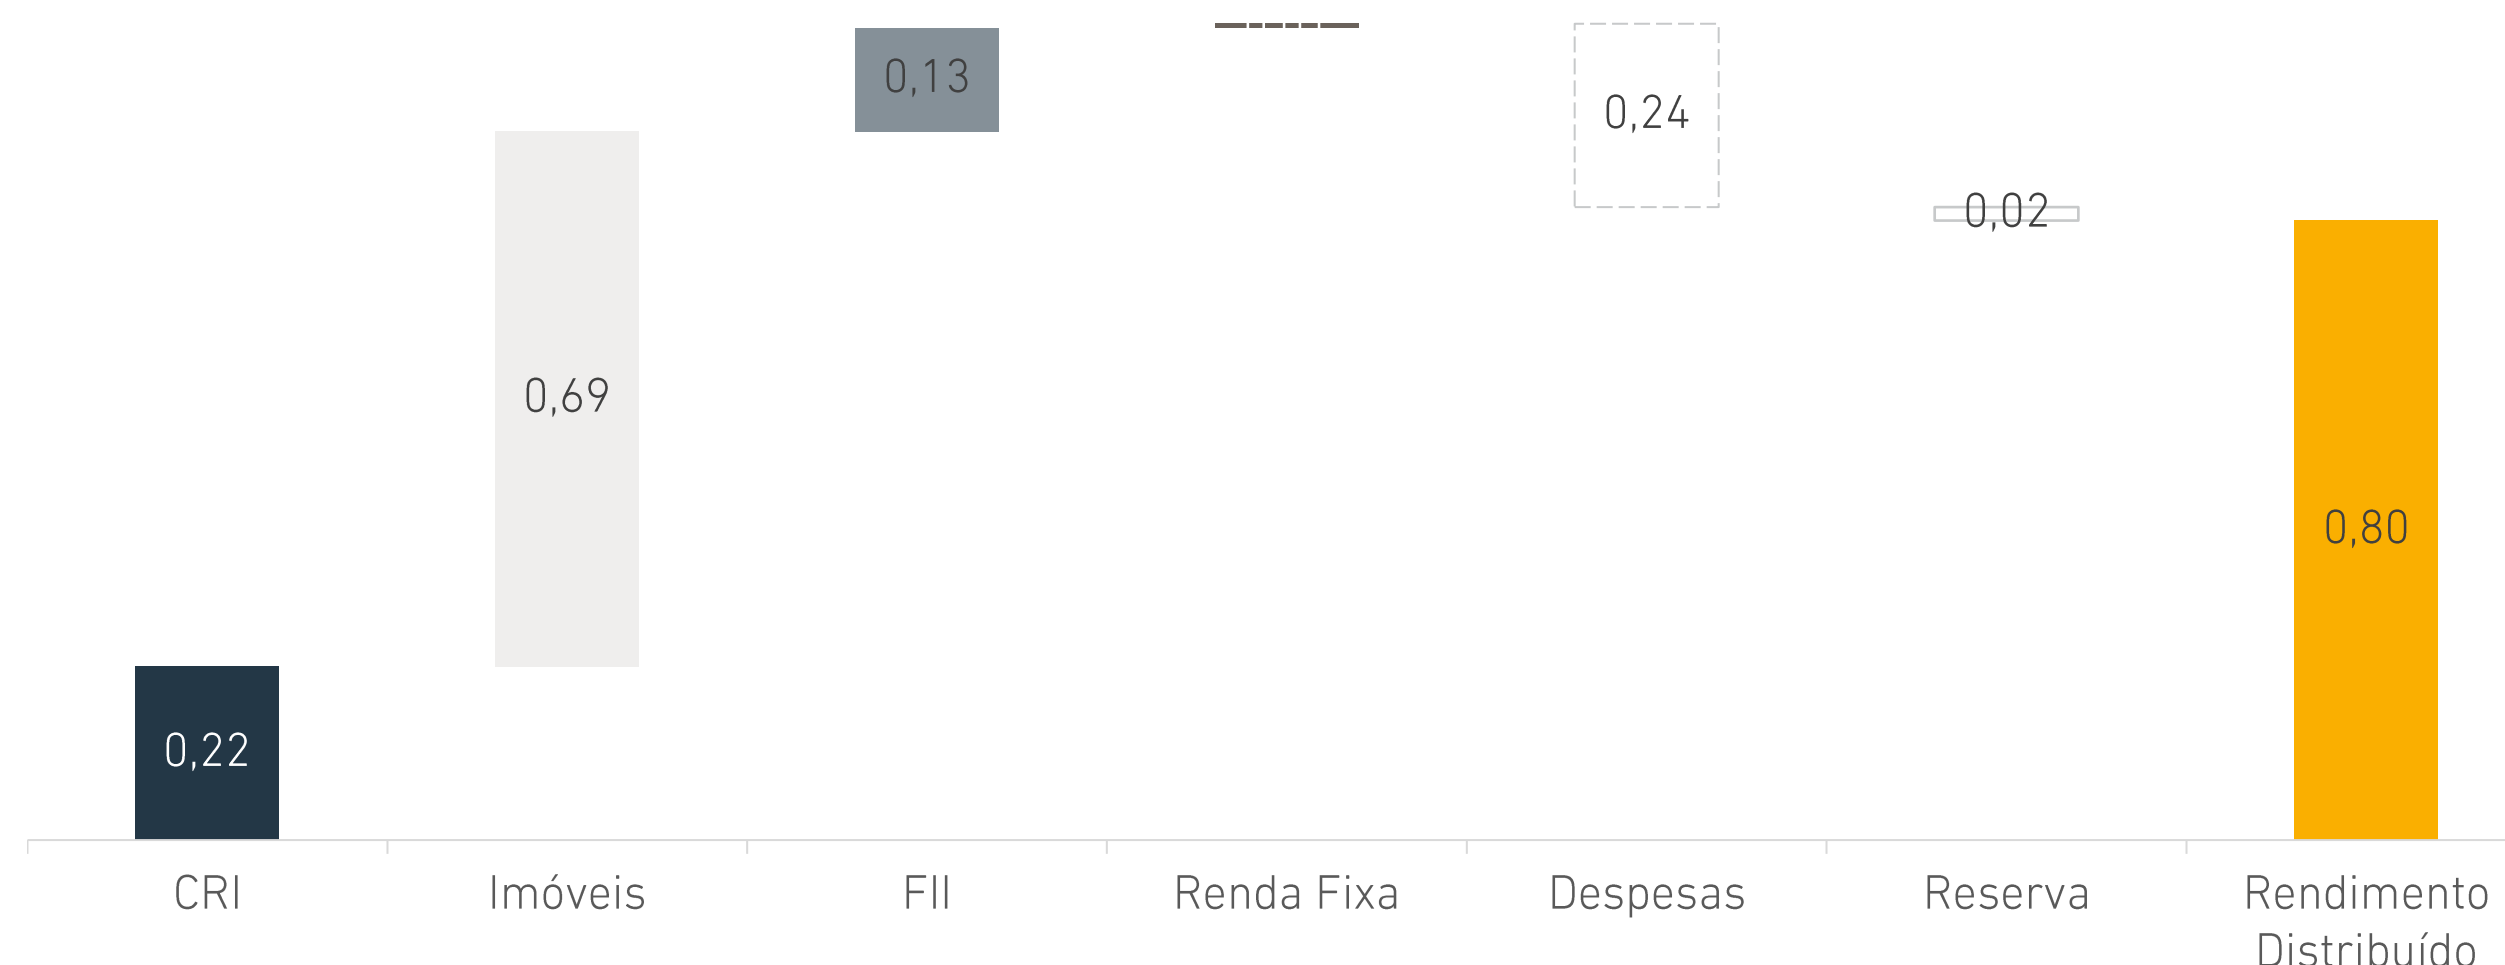 0,13
0,24
0,02
0,69
0,80
0,22
CRI
Imóveis
FII
Renda Fixa
Despesas
Reserva
Rendimento
Distribuído